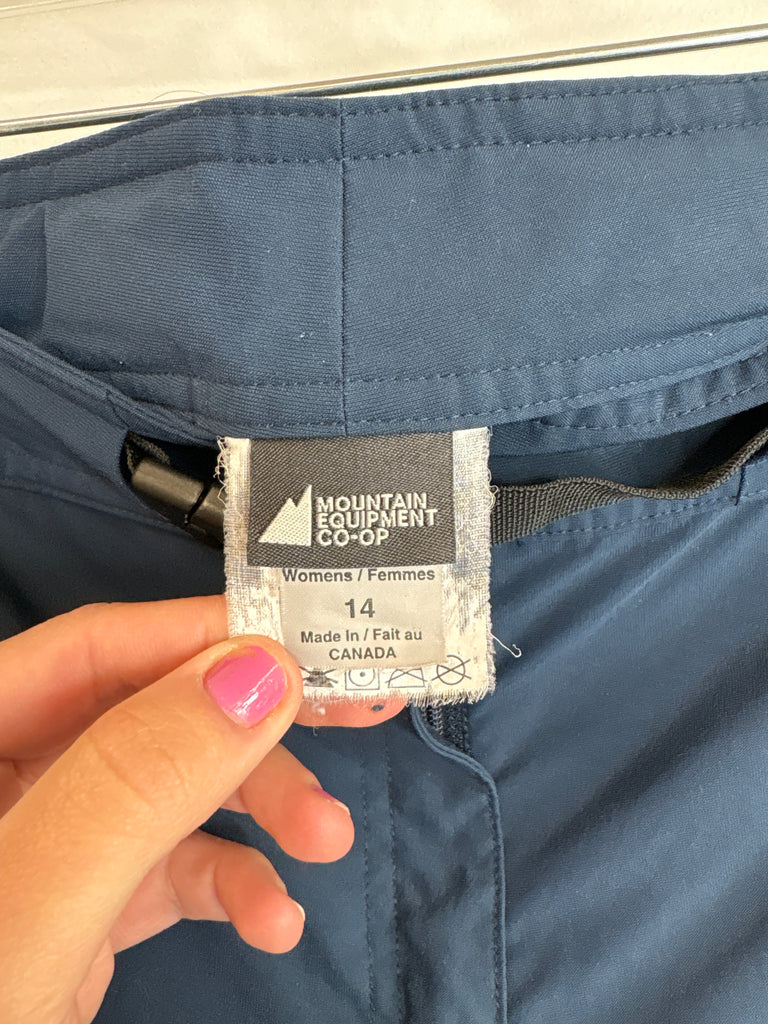 MOUNTAIN
EQUIPMENT
CO-OP
Womens / Femmes
14
Made In / Fait au
CANADA